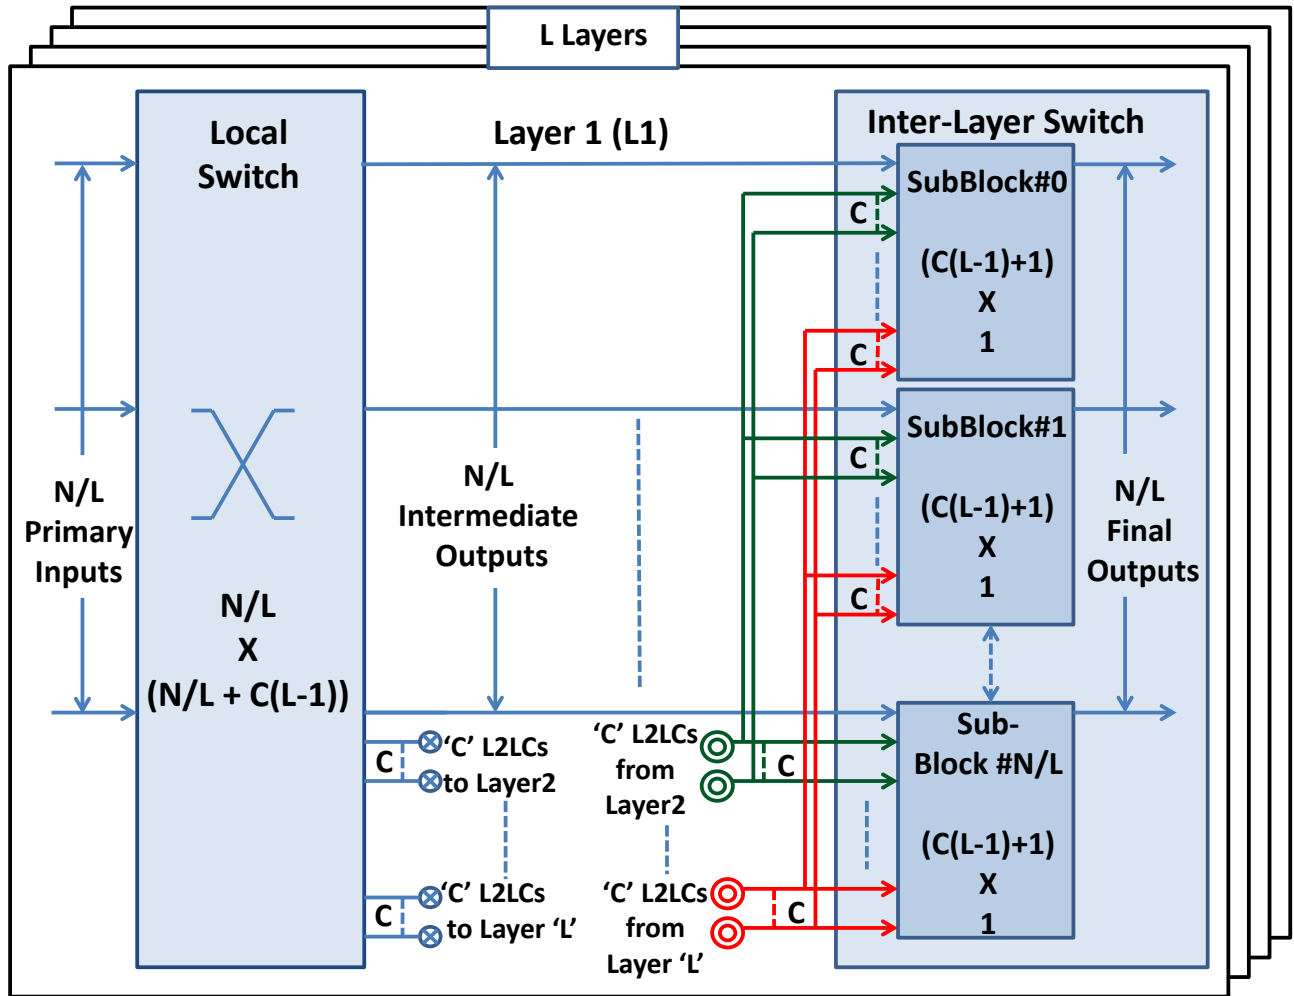 L Layers
Local
Switch
Layer 1 (L1)
Inter-Layer Switch
SubBlock#0
C
(C(L-1)+1)
X
1
C
SubBlock#1
C
(C(L-1)+1)
X
1
C
N/L
Primary
Inputs
N/L
Intermediate
Outputs
N/L
Final
Outputs
N/L
X
(N/L + C(L-1))
C
'C' L2LCs
to Layer2
'C' L2LCs
from
Layer2
C
Sub-
Block #N/L
(C(L-1)+1)
X
1
C
'C' L2LCs
to Layer 'L'
'C' L2LCs
from
Layer 'L'
C